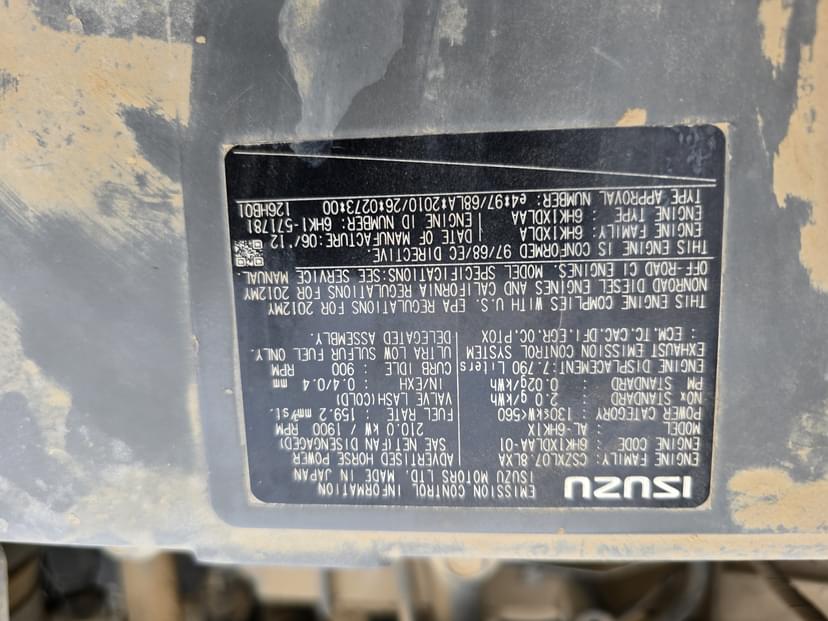 ISUZU EMISSION CONTROL INFORMATION
ISUZU MOTORS LTD. MADE IN JAPAN
ENGINE FAMILY : CSZXL07.8LXA
ENGINE CODE : 6HK1XDLAA-01
MODEL : AL-6HK1X
POWER CATEGORY : 130≤kW<560
NOx STANDARD : 2.0 g/kWh
PM STANDARD : 0.02g/kWh
ENGINE DISPLACEMENT : 7.790 Liters
EXHAUST EMISSION CONTROL SYSTEM
: ECM.TC.CAC.DFI.EGR.OC.PTOX
ADVERTISED HORSE POWER
SAE NET(FAN DISENGAGED)
210.0 kW / 1900 RPM
FUEL RATE : 159.2 mm³st.
VALVE LASH(COLD)
IN/EXH : 0.4/0.4 mm
CURB IDLE : 900 RPM
ULTRA LOW SULFUR FUEL ONLY.
DELEGATED ASSEMBLY.
THIS ENGINE COMPLIES WITH U.S. EPA REGULATIONS FOR 2012MY
NONROAD DIESEL ENGINES AND CALIFORNIA REGULATIONS FOR 2012MY
OFF-ROAD CI ENGINES. MODEL SPECIFICATIONS:SEE SERVICE MANUAL.
THIS ENGINE IS CONFORMED 97/68/EC DIRECTIVE.
ENGINE FAMILY : 6HK1XDLA
DATE OF MANUFACTURE:06/'12
ENGINE TYPE : 6HK1XDLAA
ENGINE ID NUMBER: 6HK1-571781
TYPE APPROVAL NUMBER: e4*97/68LA*2010/26*0273*00
126HB01